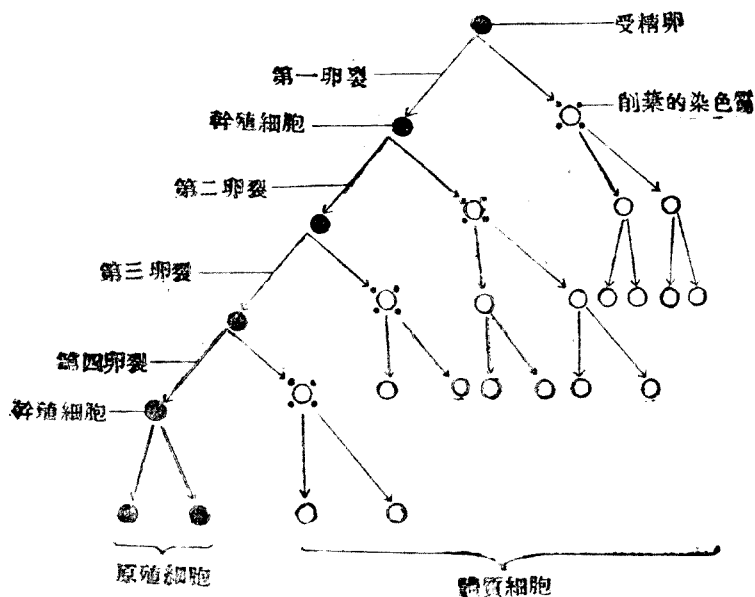 受精卵
第一卵裂
削葉的染色質
幹殖細胞
第二卵裂
第三卵裂
第四卵裂
幹殖細胞
原殖細胞
體質細胞